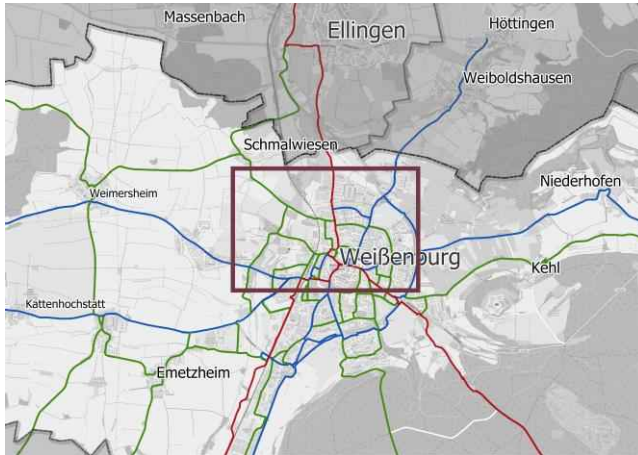 Massenbach
Ellingen
Höttingen
Weiboldshausen
Schmalwiesen
Niederhofen
Weimersheim
Weißenburg
Kehl
Kattenhochstatt
Emetzheim